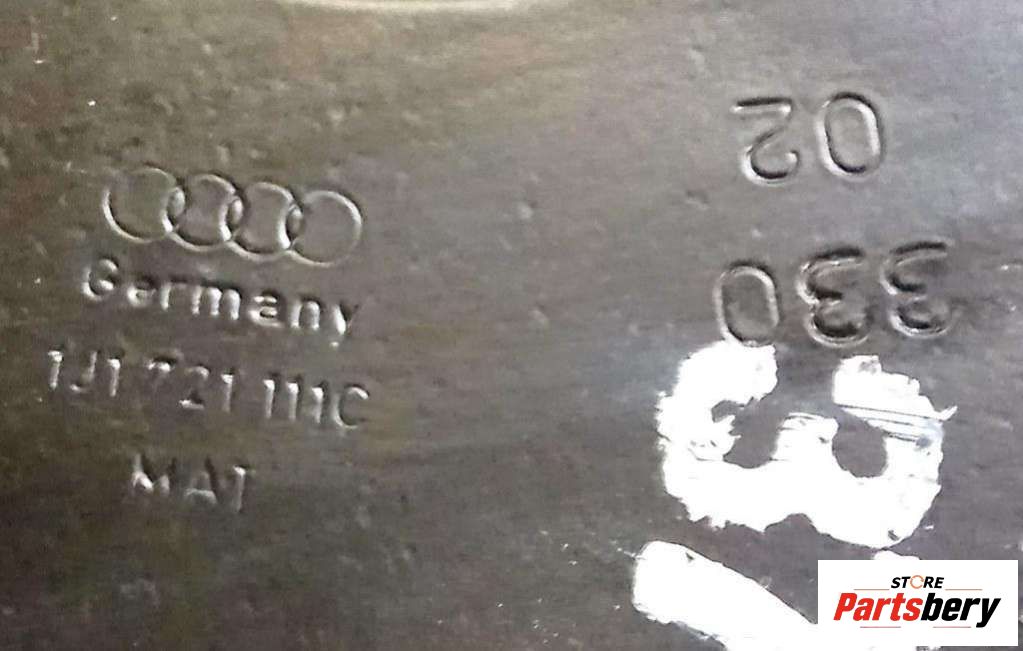 Germany
1J1 721 111C
MAT
330
02
STORE
Partsbery